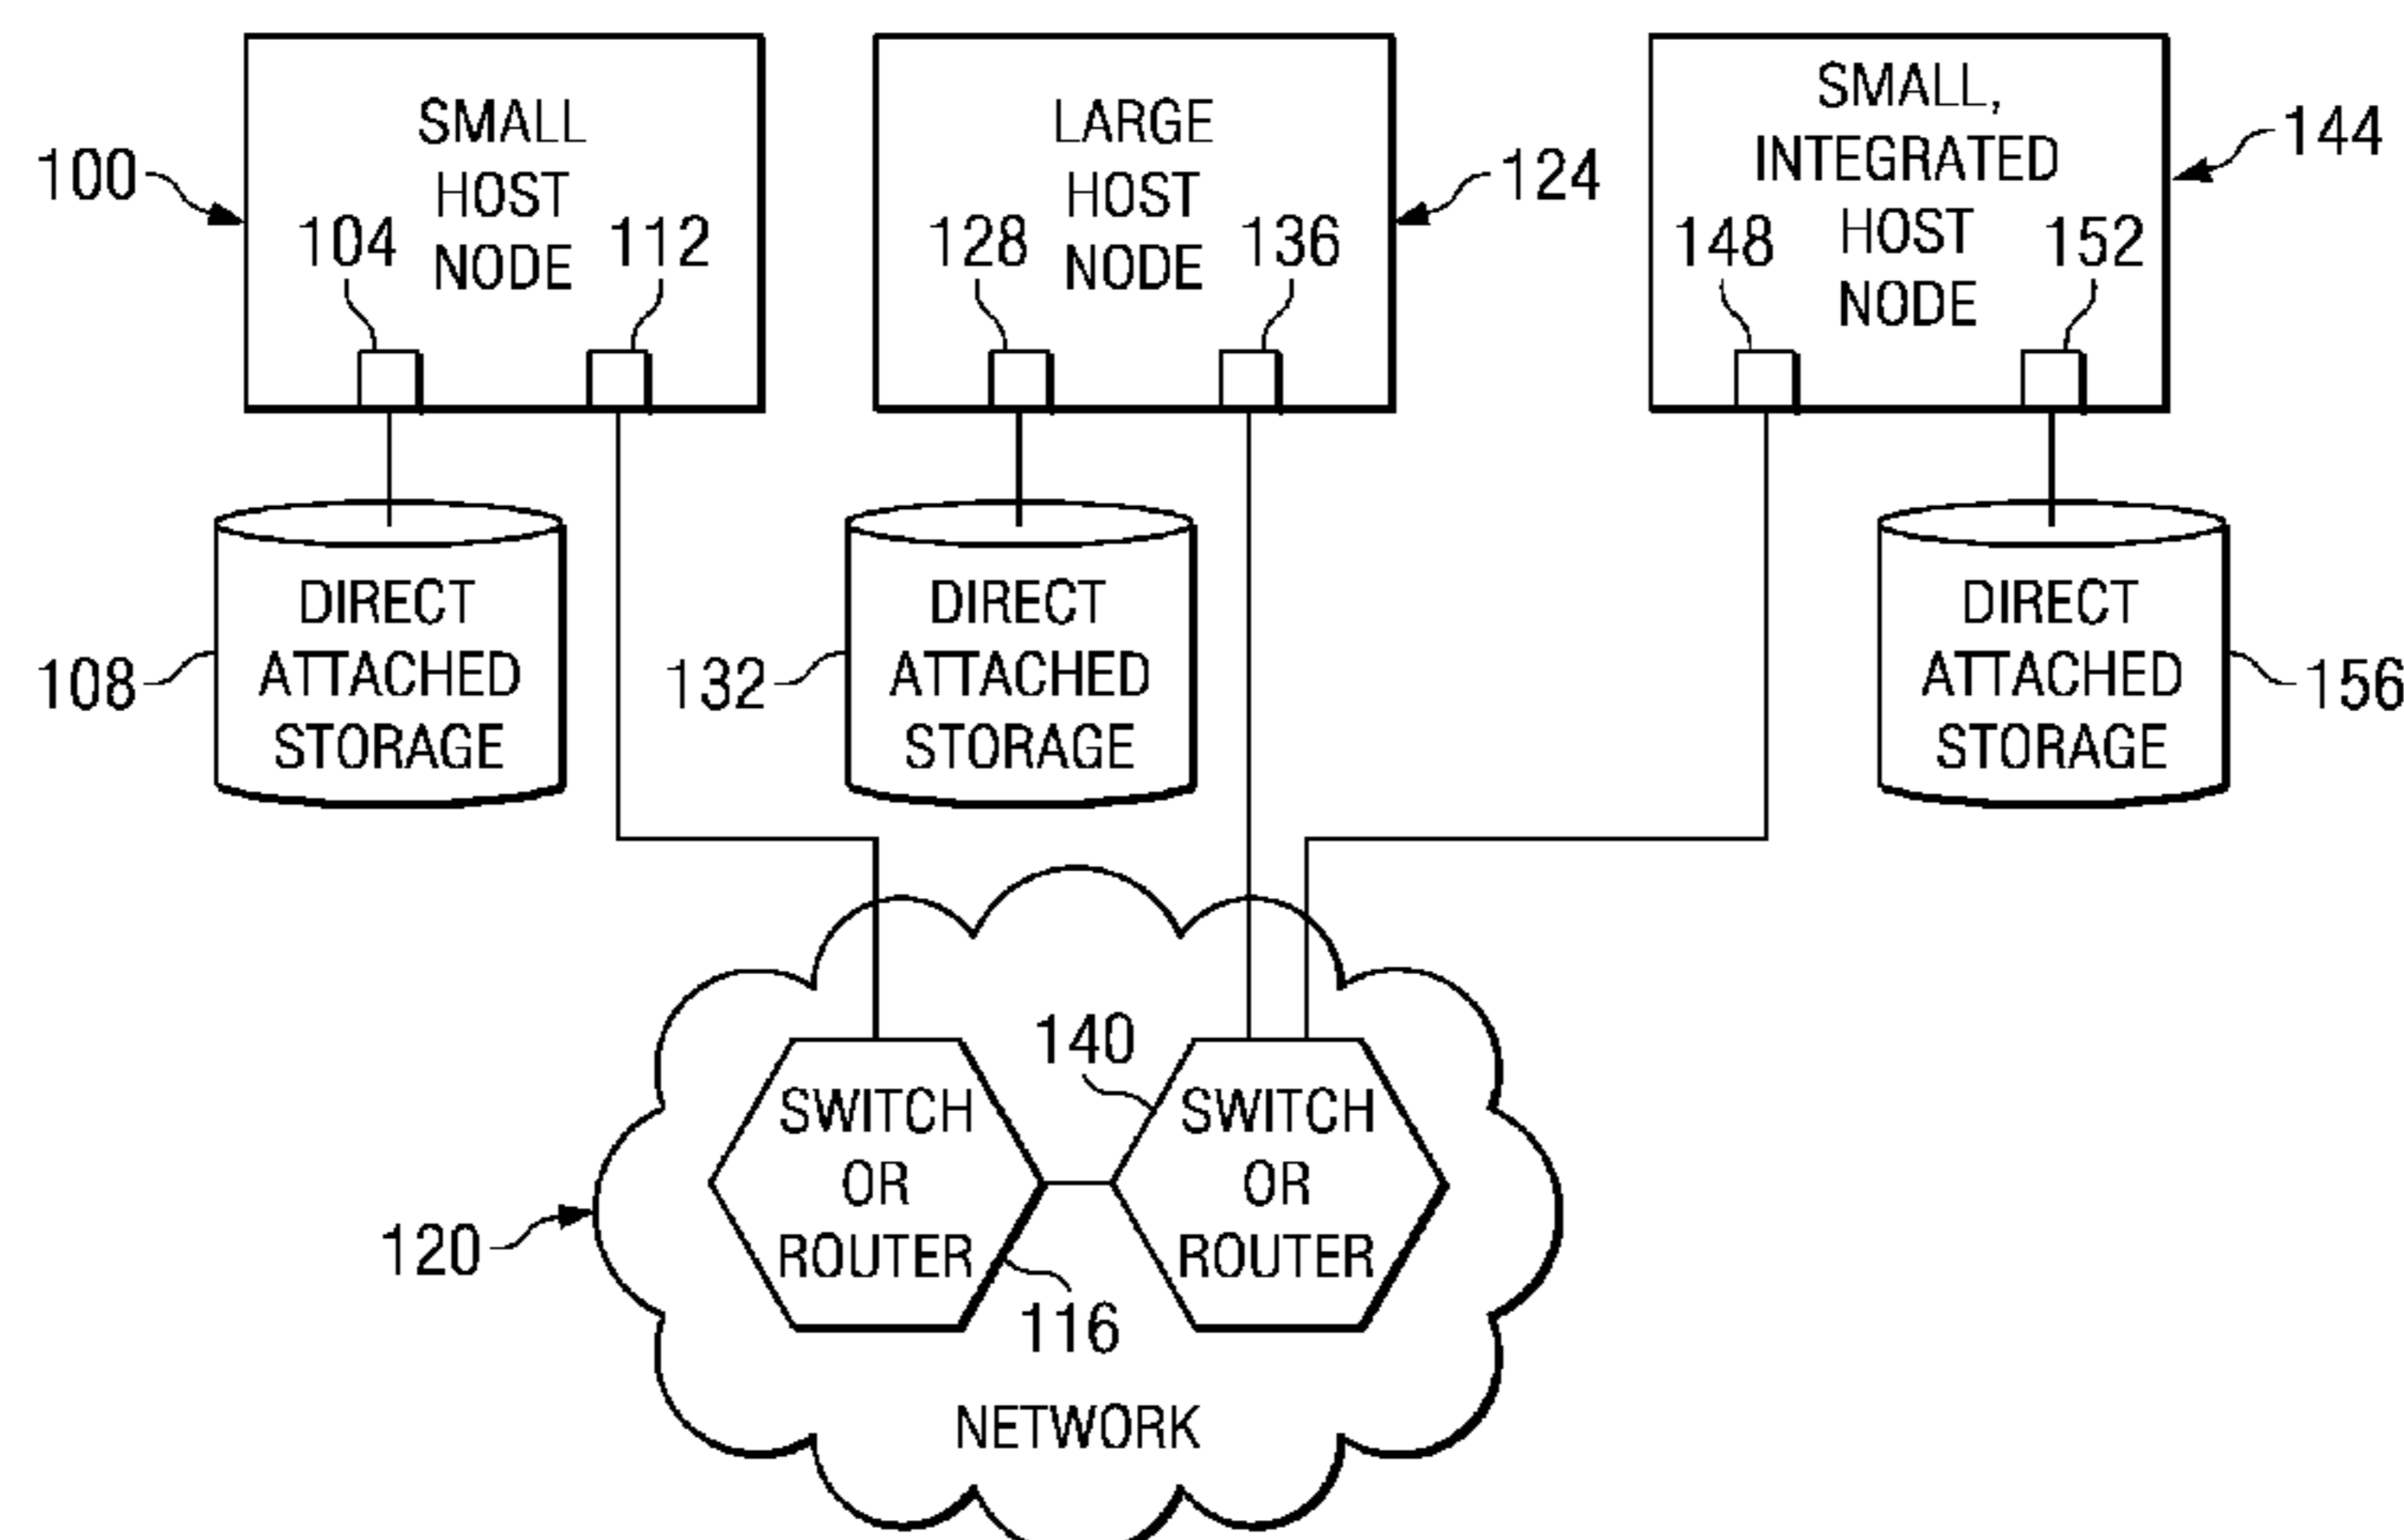 SMALL
HOST
NODE
100
104
112
LARGE
HOST
NODE
124
128
136
SMALL,
INTEGRATED
HOST
NODE
144
148
152
DIRECT
ATTACHED
STORAGE
108
DIRECT
ATTACHED
STORAGE
132
DIRECT
ATTACHED
STORAGE
156
140
SWITCH
OR
ROUTER
116
SWITCH
OR
ROUTER
120
NETWORK